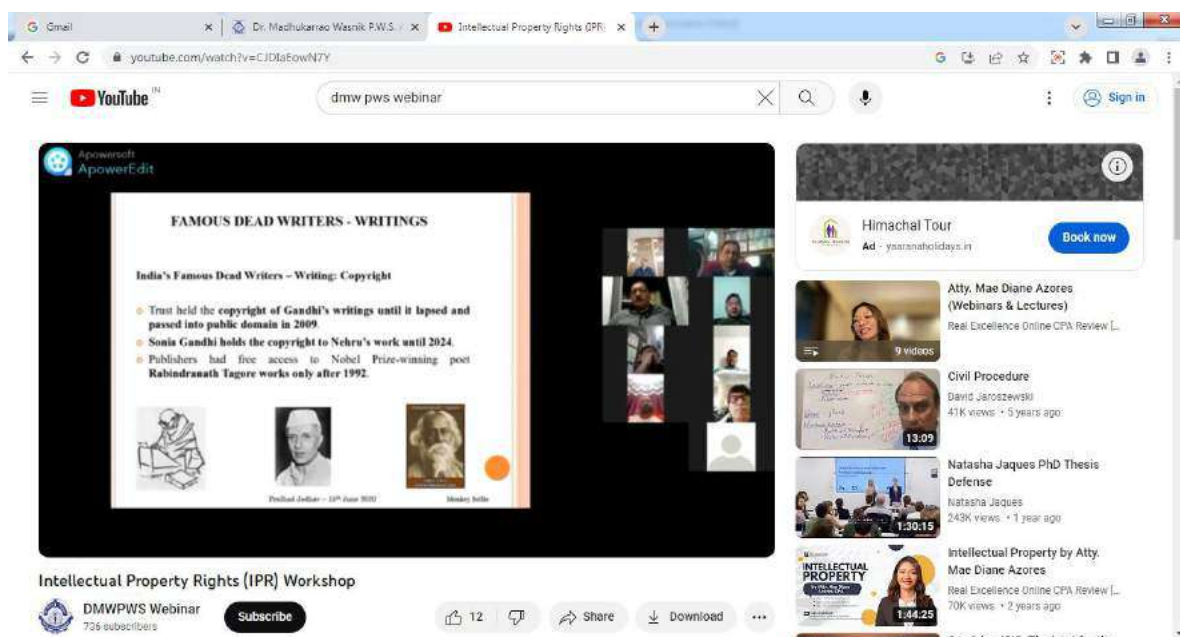 Gmail
Dr. Madhukarrao Wasnik P.W.S.
Intellectual Property Rights (IPR)
youtube.com/watch?v=CJDIaEowN7Y
YouTube IN
dmw pws webinar
Sign in
Apowersoft
ApowerEdit
FAMOUS DEAD WRITERS - WRITINGS
India's Famous Dead Writers – Writing: Copyright
Trust held the copyright of Gandhi's writings until it lapsed and
passed into public domain in 2009.
Sonia Gandhi holds the copyright to Nehru's work until 2024.
Publishers had free access to Nobel Prize-winning poet
Rabindranath Tagore works only after 1992.
Himachal Tour
Ad · yaaranaholidays.in
Book now
Atty. Mae Diane Azores
(Webinars & Lectures)
Real Excellence Online CPA Review [...
9 videos
Civil Procedure
David Jaroszewski
41K views • 5 years ago
13:09
Natasha Jaques PhD Thesis
Defense
Natasha Jaques
243K views • 1 year ago
1:30:15
INTELLECTUAL
PROPERTY
Intellectual Property by Atty.
Mae Diane Azores
Real Excellence Online CPA Review [...
70K views • 2 years ago
1:44:25
Intellectual Property Rights (IPR) Workshop
DMWPWS Webinar
736 subscribers
Subscribe
12
Share
Download